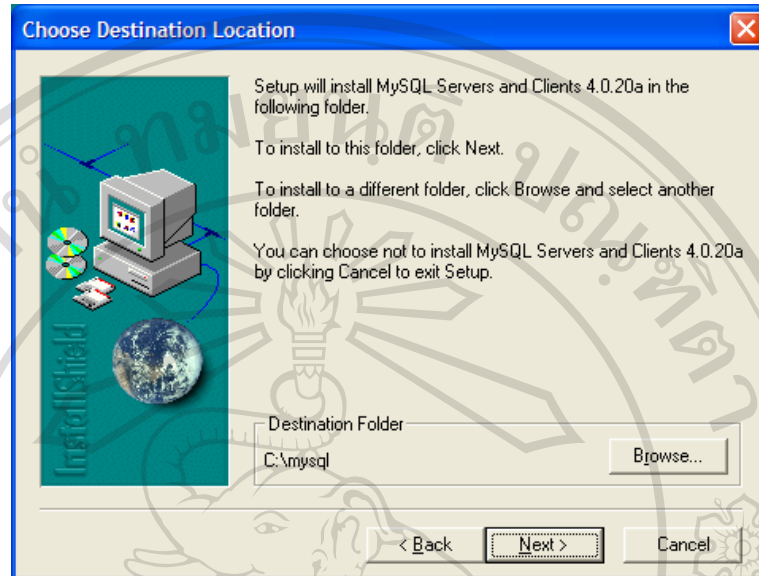 Choose Destination Location
Setup will install MySQL Servers and Clients 4.0.20a in the
following folder.
To install to this folder, click Next.
To install to a different folder, click Browse and select another
folder.
You can choose not to install MySQL Servers and Clients 4.0.20a
by clicking Cancel to exit Setup.
InstallShield
Destination Folder
C:\mysql
Browse...
< Back
Next >
Cancel